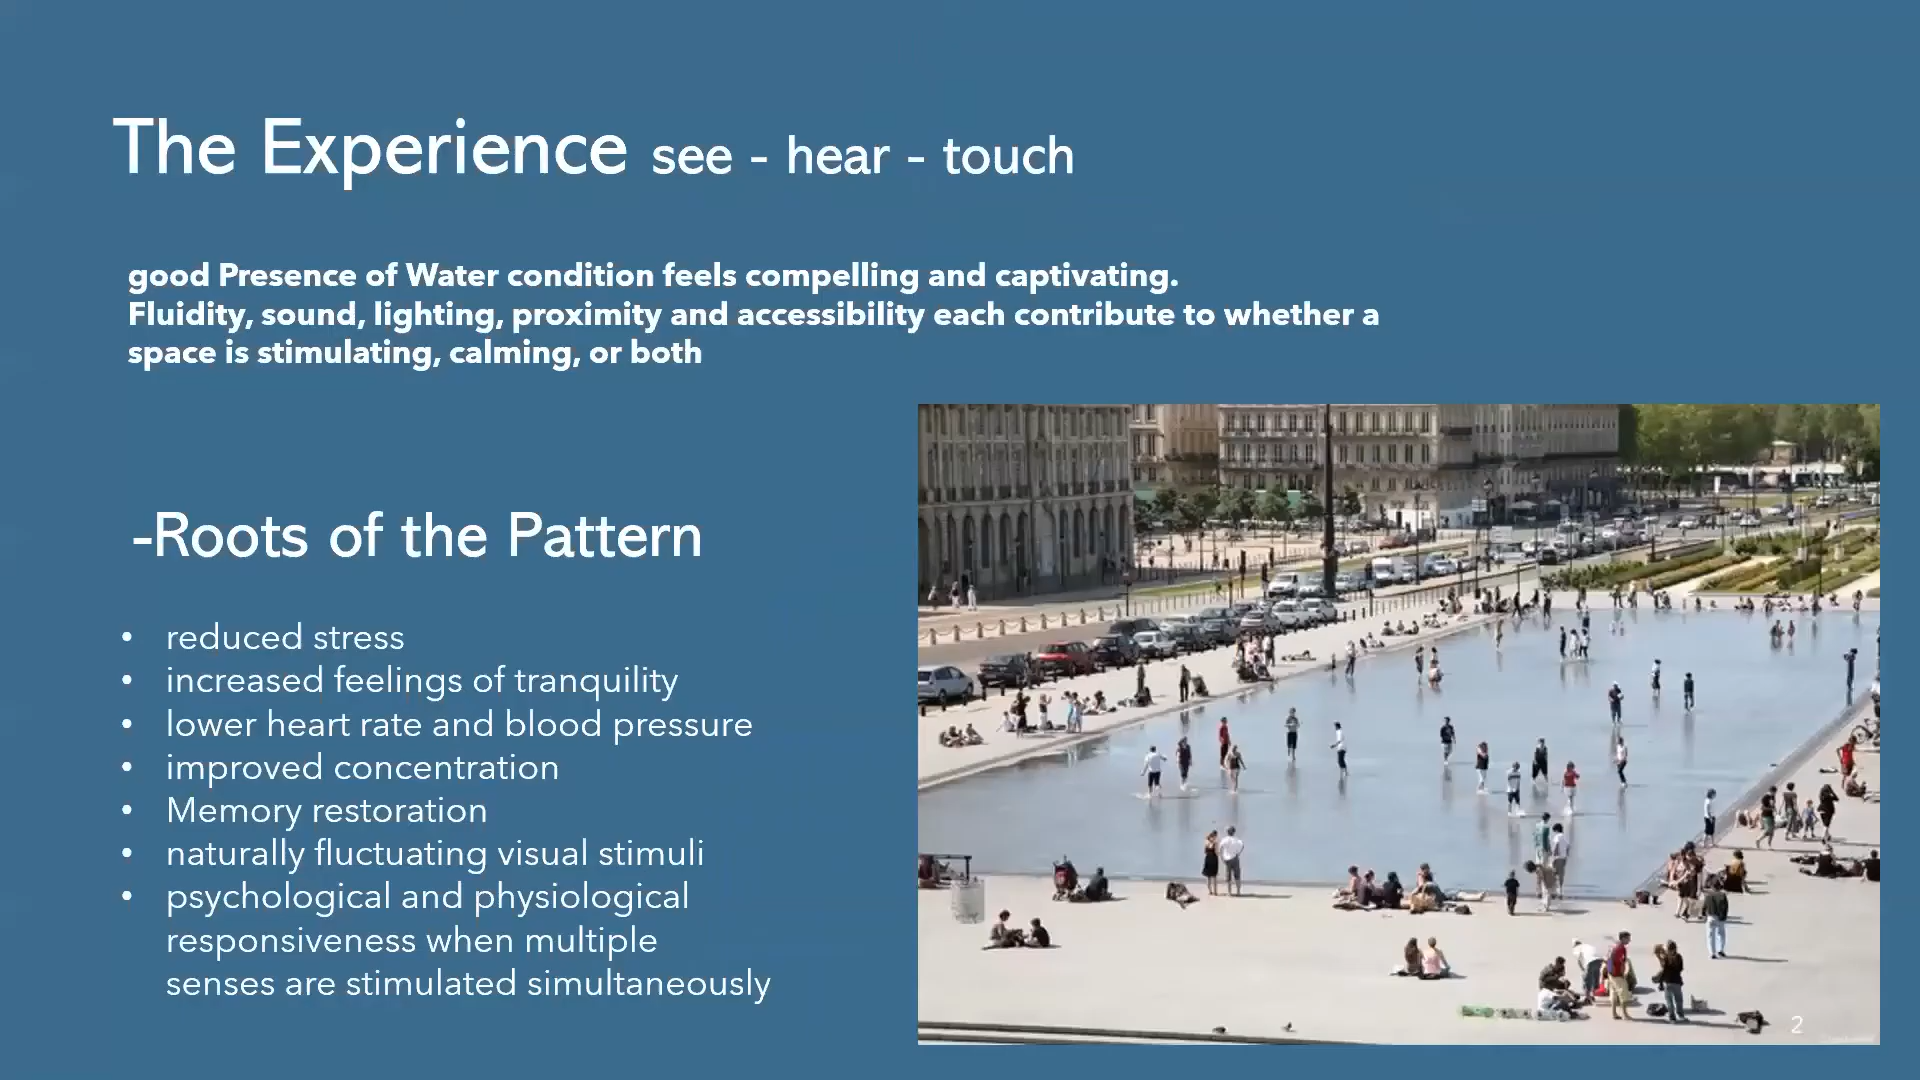 The Experience see - hear - touch
good Presence of Water condition feels compelling and captivating.
Fluidity, sound, lighting, proximity and accessibility each contribute to whether a
space is stimulating, calming, or both
-Roots of the Pattern
• reduced stress
• increased feelings of tranquility
• lower heart rate and blood pressure
• improved concentration
• Memory restoration
• naturally fluctuating visual stimuli
• psychological and physiological
responsiveness when multiple
senses are stimulated simultaneously
2